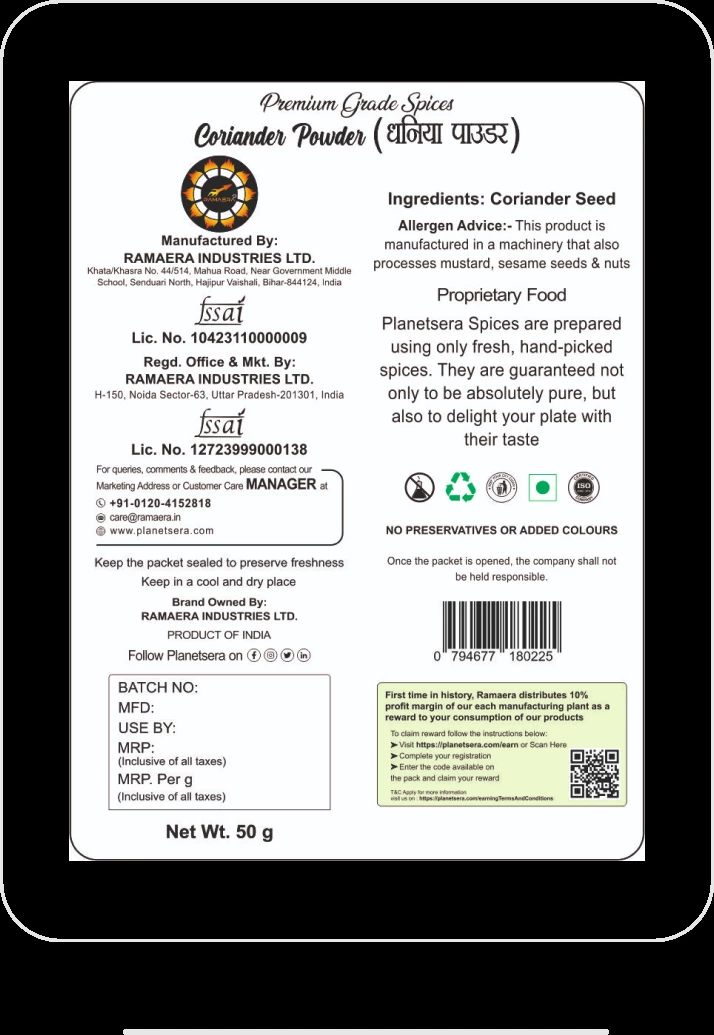 Premium Grade Spices
Coriander Powder (धनिया पाउडर)
RAMAERA
Manufactured By:
RAMAERA INDUSTRIES LTD.
Khata/Khasra No. 44/514, Mahua Road, Near Government Middle
School, Senduari North, Hajipur Vaishali, Bihar-844124, India
fssai
Lic. No. 10423110000009
Regd. Office & Mkt. By:
RAMAERA INDUSTRIES LTD.
H-150, Noida Sector-63, Uttar Pradesh-201301, India
fssai
Lic. No. 12723999000138
For queries, comments & feedback, please contact our
Marketing Address or Customer Care MANAGER at
+91-0120-4152818
care@ramaera.in
www.planetsera.com
Keep the packet sealed to preserve freshness
Keep in a cool and dry place
Brand Owned By:
RAMAERA INDUSTRIES LTD.
PRODUCT OF INDIA
Follow Planetsera on
BATCH NO:
MFD:
USE BY:
MRP:
(Inclusive of all taxes)
MRP. Per g
(Inclusive of all taxes)
Net Wt. 50 g
Ingredients: Coriander Seed
Allergen Advice:- This product is
manufactured in a machinery that also
processes mustard, sesame seeds & nuts
Proprietary Food
Planetsera Spices are prepared
using only fresh, hand-picked
spices. They are guaranteed not
only to be absolutely pure, but
also to delight your plate with
their taste
ISO
NO PRESERVATIVES OR ADDED COLOURS
Once the packet is opened, the company shall not
be held responsible.
0 794677 180225
First time in history, Ramaera distributes 10%
profit margin of our each manufacturing plant as a
reward to your consumption of our products
To claim reward follow the instructions below:
➤ Visit https://planetsera.com/earn or Scan Here
➤ Complete your registration
➤ Enter the code available on
the pack and claim your reward
T&C Apply for more information
visit us on : https://planetsera.com/earningTermsAndConditions